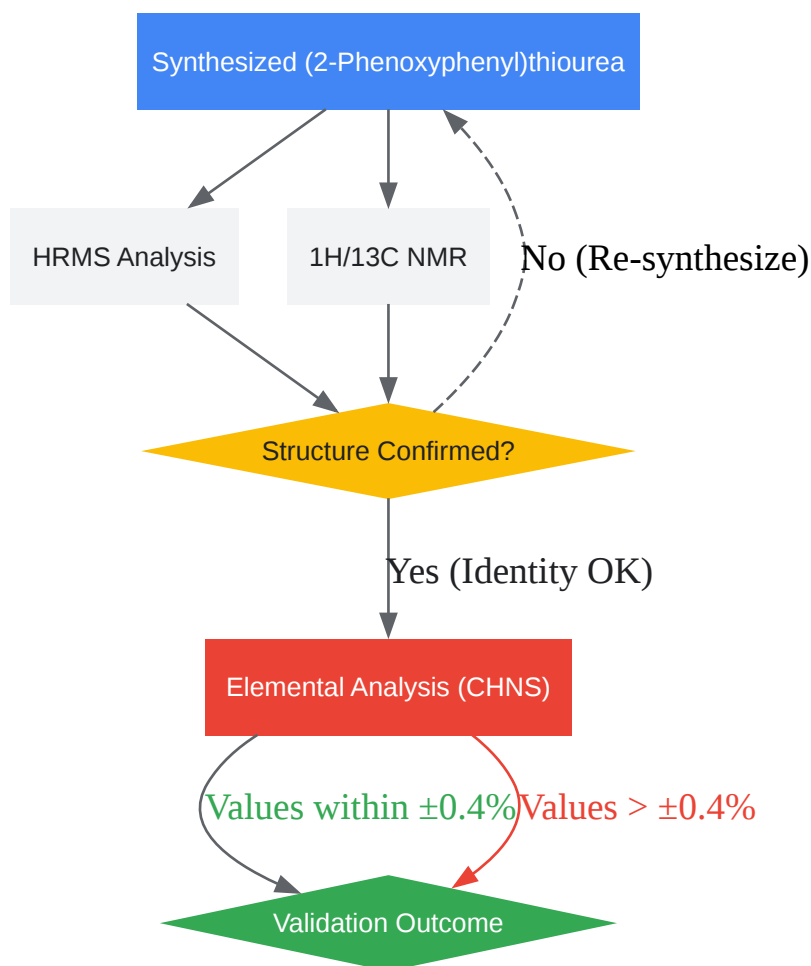 Synthesized (2-Phenoxyphenyl)thiourea
HRMS Analysis
1H/13C NMR
No (Re-synthesize)
Structure Confirmed?
Yes (Identity OK)
Elemental Analysis (CHNS)
Values within ±0.4%
Values > ±0.4%
Validation Outcome